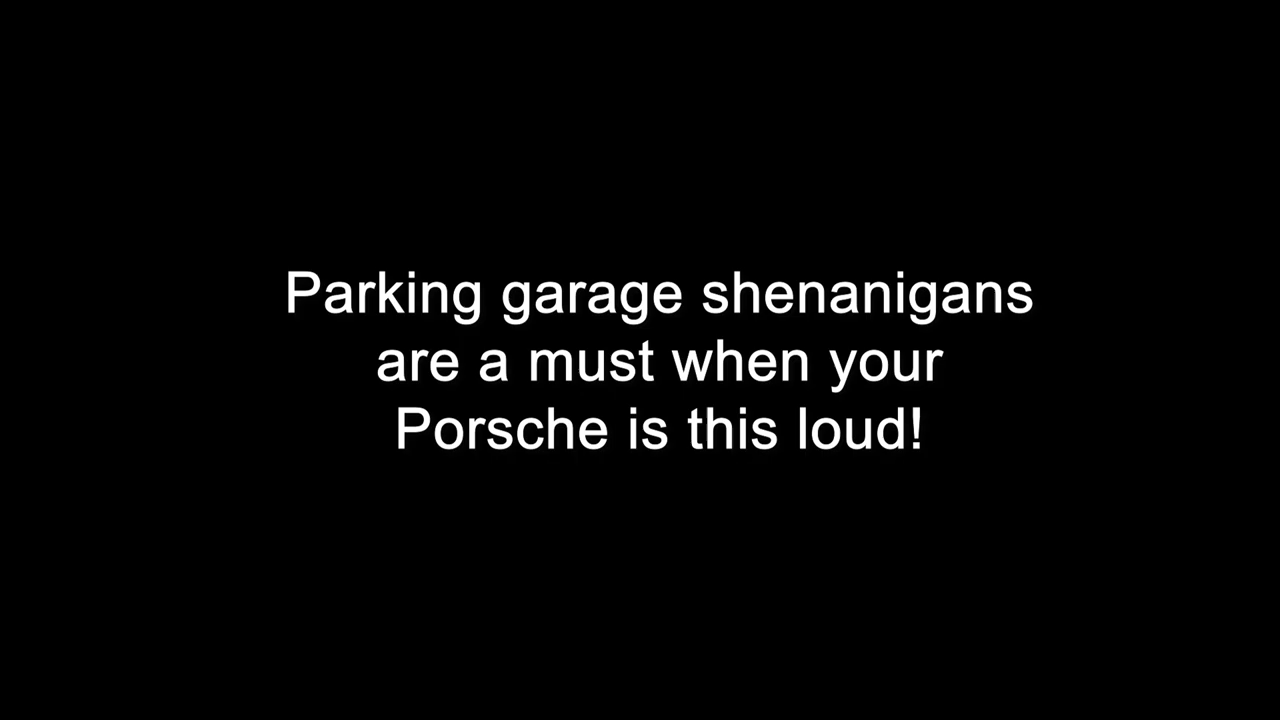 Parking garage shenanigans
are a must when your
Porsche is this loud!